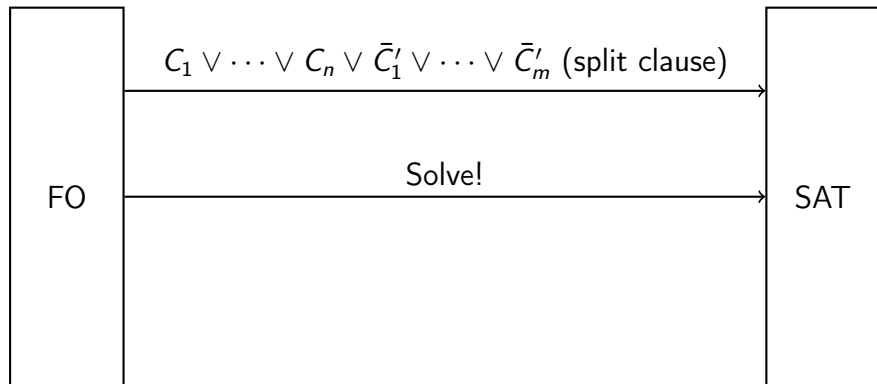 C₁ ∨ ⋯ ∨ Cₙ ∨ C̄′₁ ∨ ⋯ ∨ C̄′ₘ (split clause)
Solve!
FO
SAT